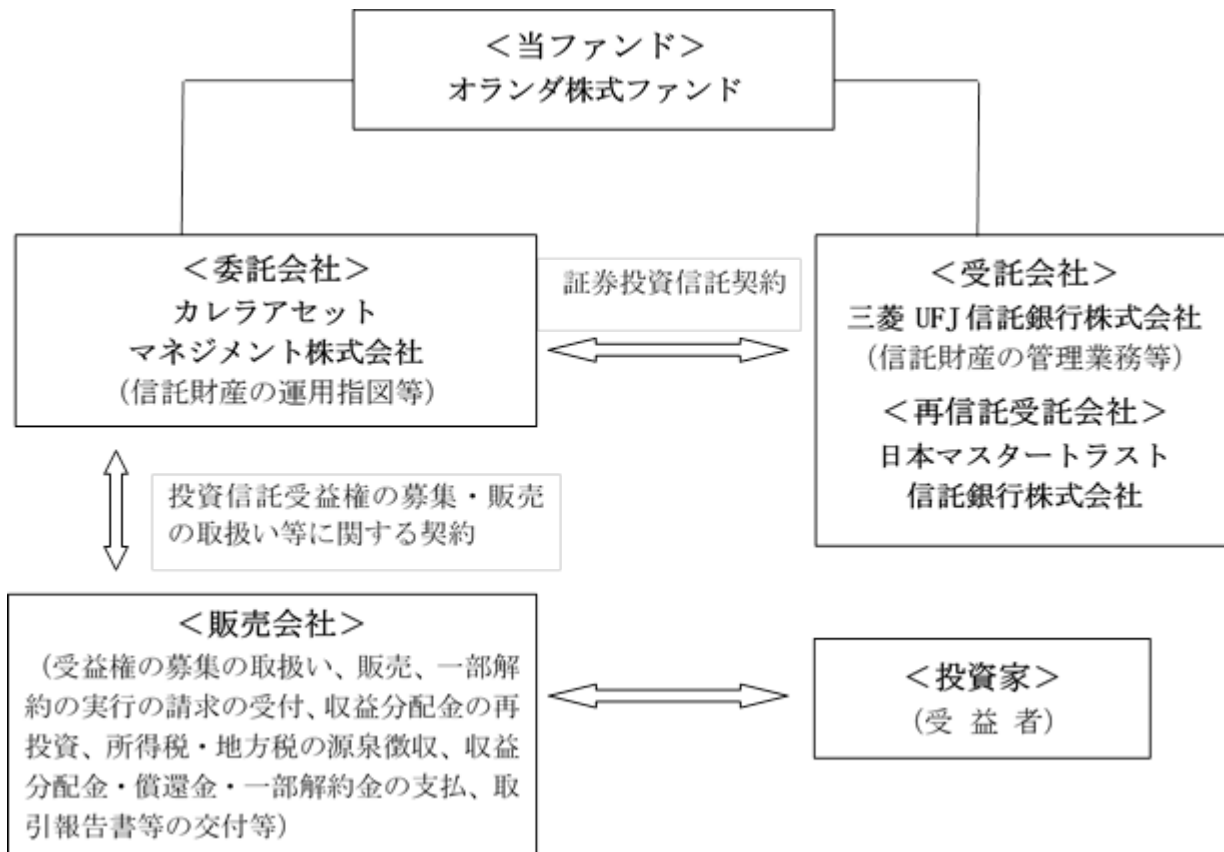 ＜当ファンド＞
オランダ株式ファンド
＜委託会社＞
カレラアセット
マネジメント株式会社
(信託財産の運用指図等)
証券投資信託契約
＜受託会社＞
三菱 UFJ 信託銀行株式会社
(信託財産の管理業務等)
＜再信託受託会社＞
日本マスタートラスト
信託銀行株式会社
投資信託受益権の募集・販売
の取扱い等に関する契約
＜販売会社＞
(受益権の募集の取扱い、販売、一部解
約の実行の請求の受付、収益分配金の再
投資、所得税・地方税の源泉徴収、収益
分配金・償還金・一部解約金の支払、取
引報告書等の交付等)
＜投資家＞
(受 益 者)